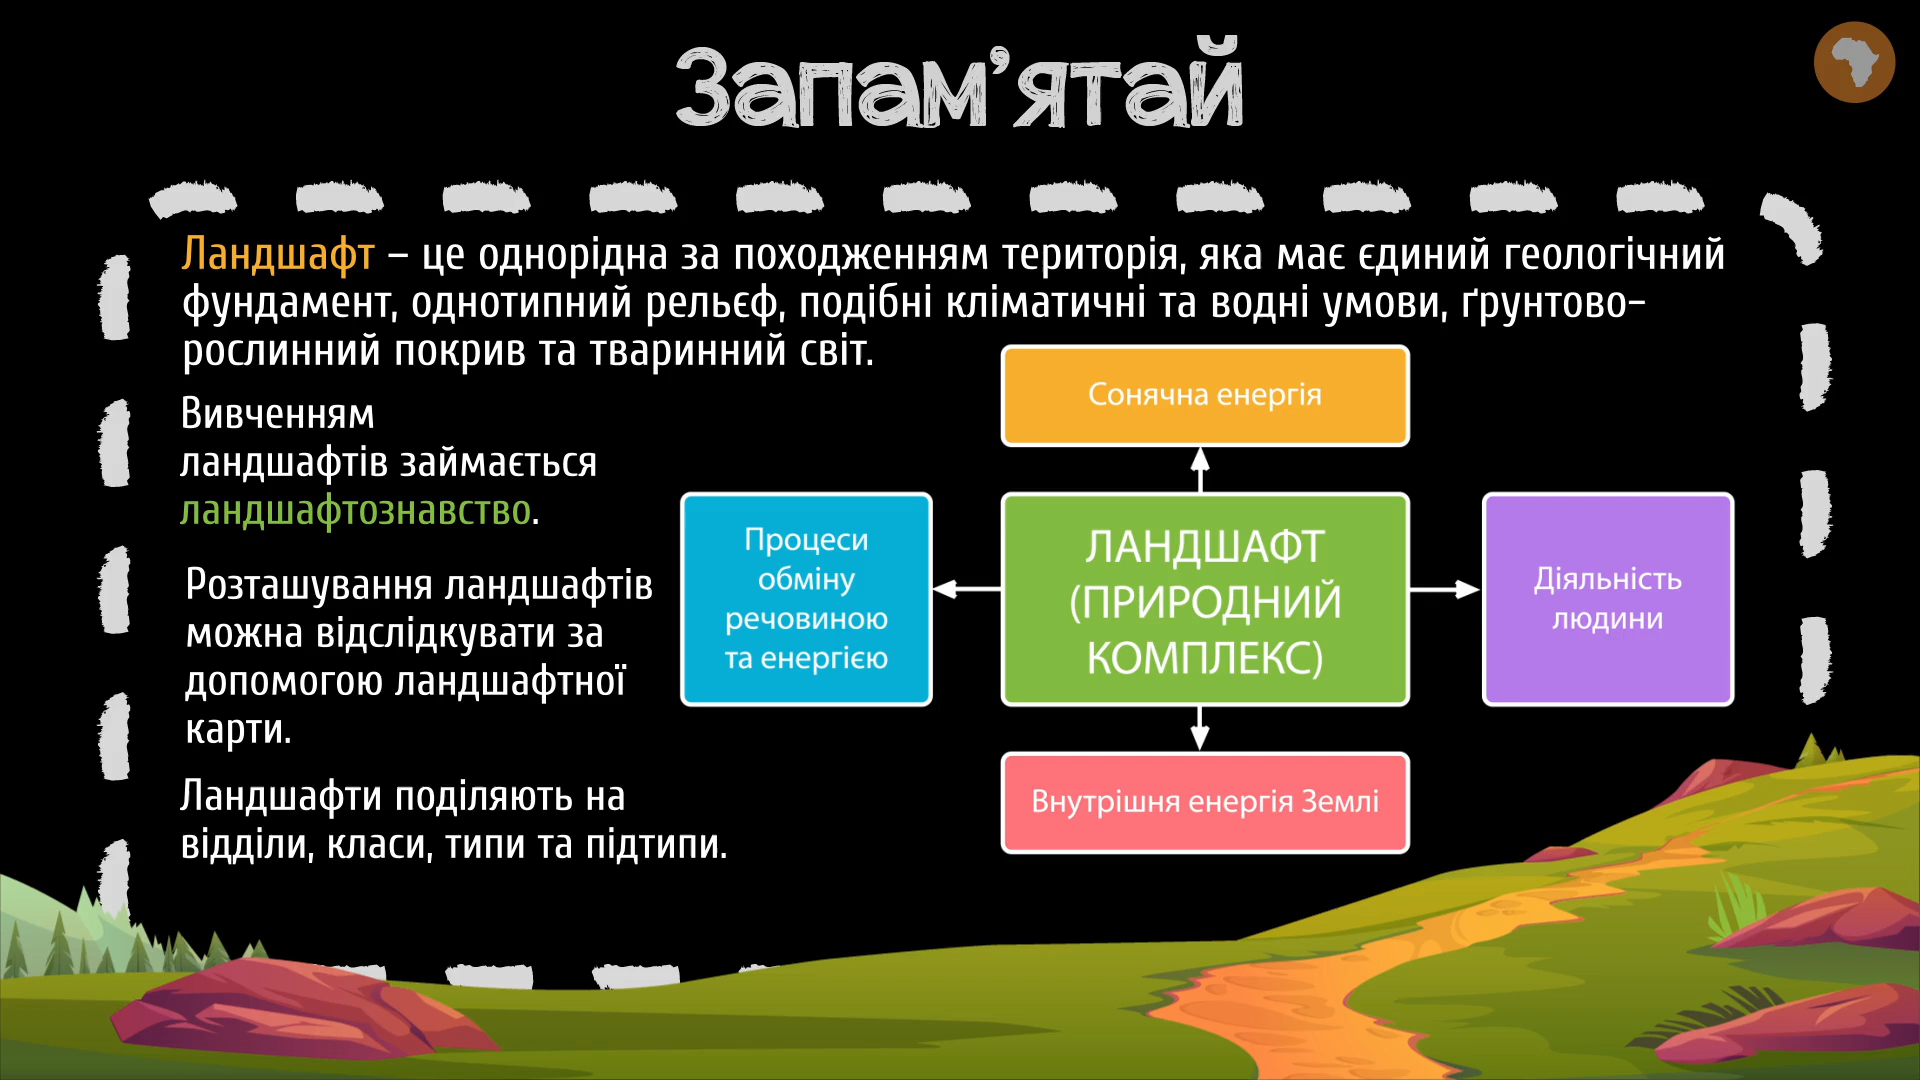 Запам’ятай
Ландшафт – це однорідна за походженням територія, яка має єдиний геологічний
фундамент, однотипний рельєф, подібні кліматичні та водні умови, ґрунтово-
рослинний покрив та тваринний світ.
Вивченням
ландшафтів займається
ландшафтознавство.
Розташування ландшафтів
можна відслідкувати за
допомогою ландшафтної
карти.
Ландшафти поділяють на
відділи, класи, типи та підтипи.
Сонячна енергія
Процеси
обміну
речовиною
та енергією
ЛАНДШАФТ
(ПРИРОДНИЙ
КОМПЛЕКС)
Діяльність
людини
Внутрішня енергія Землі